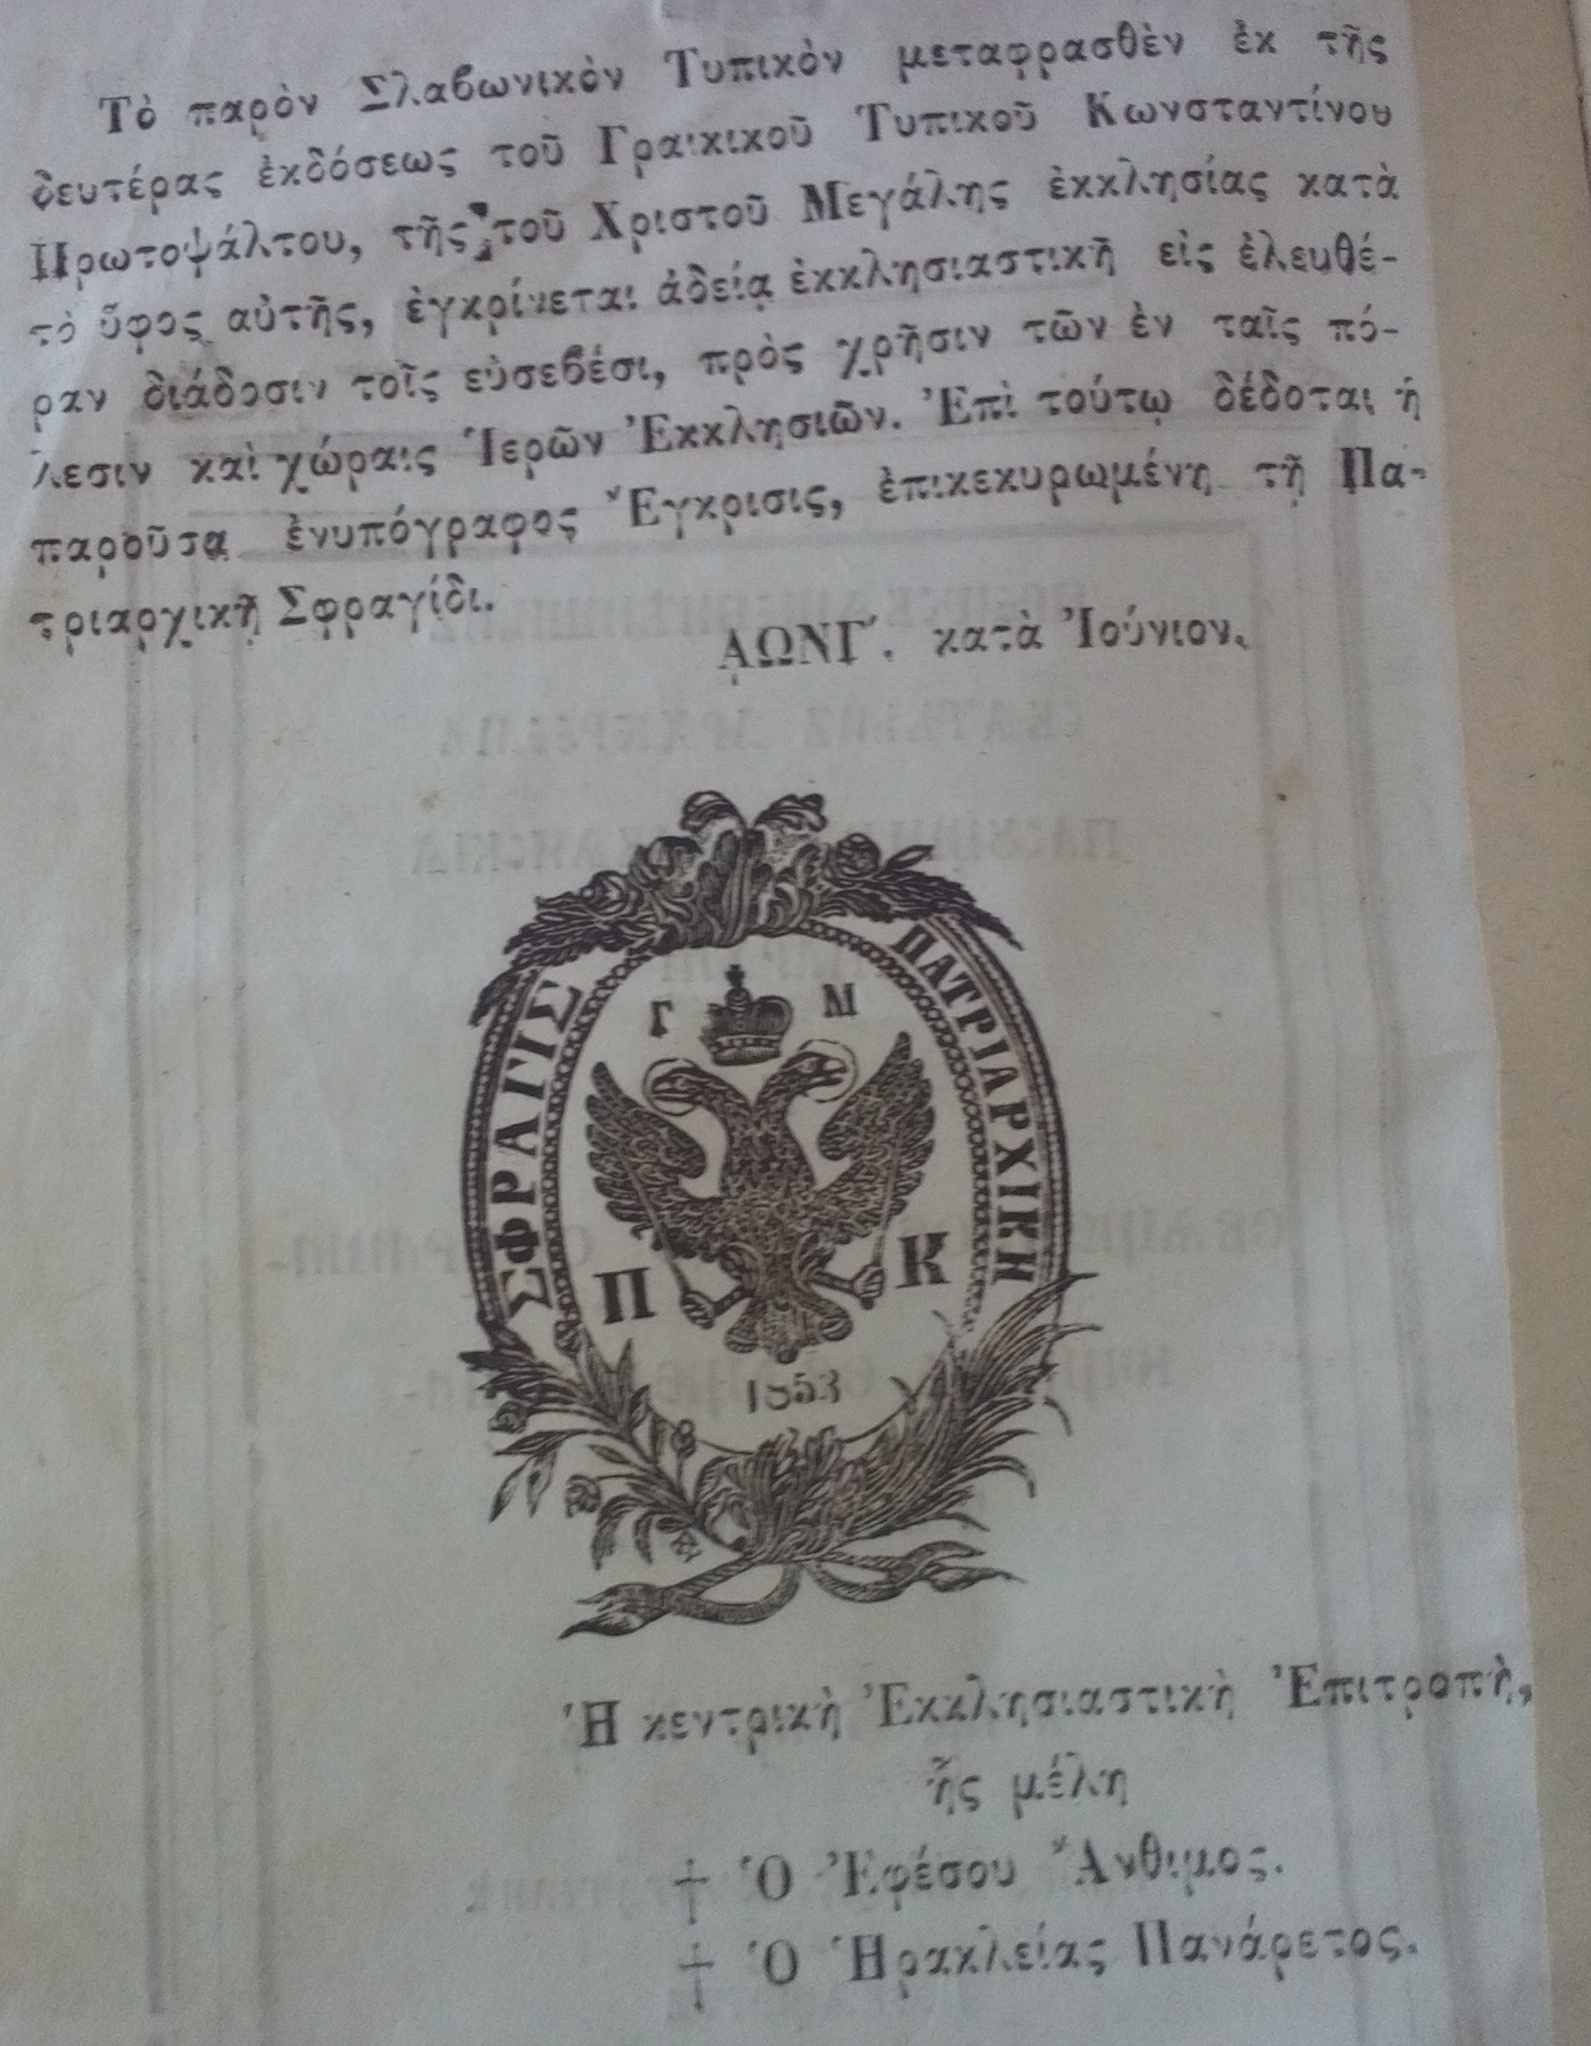 Τὸ παρὸν Σλαβωνικὸν Τυπικὸν μεταφρασθὲν ἐκ τῆς
δευτέρας ἐκδόσεως τοῦ Γραικικοῦ Τυπικοῦ Κωνσταντίνου
Πρωτοψάλτου, τῆς τοῦ Χριστοῦ Μεγάλης ἐκκλησίας κατὰ
τὸ ὕφος αὐτῆς, ἐγκρίνεται ἀδείᾳ ἐκκλησιαστικῇ εἰς ἐλευθέ-
ραν διάδοσιν τοῖς εὐσεβέσι, πρὸς χρῆσιν τῶν ἐν ταῖς πό-
λεσιν καὶ χώραις Ἱερῶν Ἐκκλησιῶν. Ἐπὶ τούτῳ δέδοται ἡ
παροῦσα ἐνυπόγραφος Ἔγκρισις, ἐπικεκυρωμένη τῇ Πα-
τριαρχικῇ Σφραγίδι.
͵ΑΩΝΓ΄. κατὰ Ἰούνιον.
ΣΦΡΑΓΙΣ ΠΑΤΡΙΑΡΧΙΚΗ
Γ Μ
Π Κ
1853
Ἡ κεντρικὴ Ἐκκλησιαστικὴ Ἐπιτροπὴ,
ἧς μέλη
† Ὁ Ἐφέσου Ἄνθιμος.
† Ὁ Ἡρακλείας Πανάρετος.